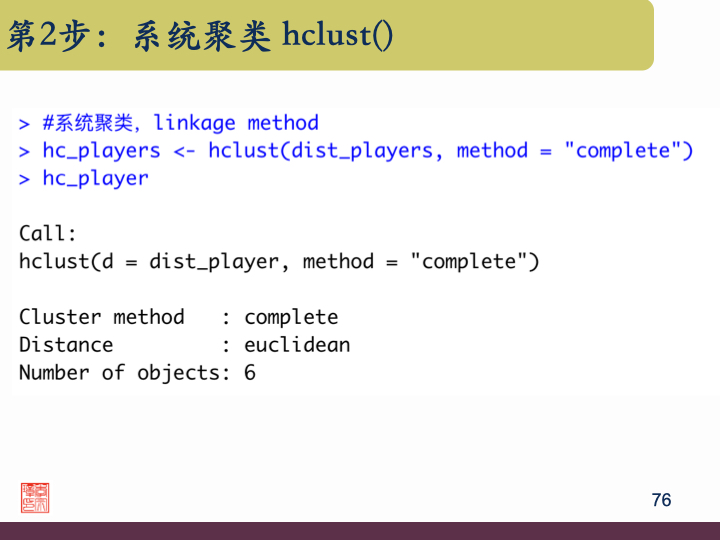 第2步：系统聚类 hclust()
> #系统聚类，linkage method
> hc_players <- hclust(dist_players, method = "complete")
> hc_player
Call:
hclust(d = dist_player, method = "complete")
Cluster method   : complete
Distance         : euclidean
Number of objects: 6
76